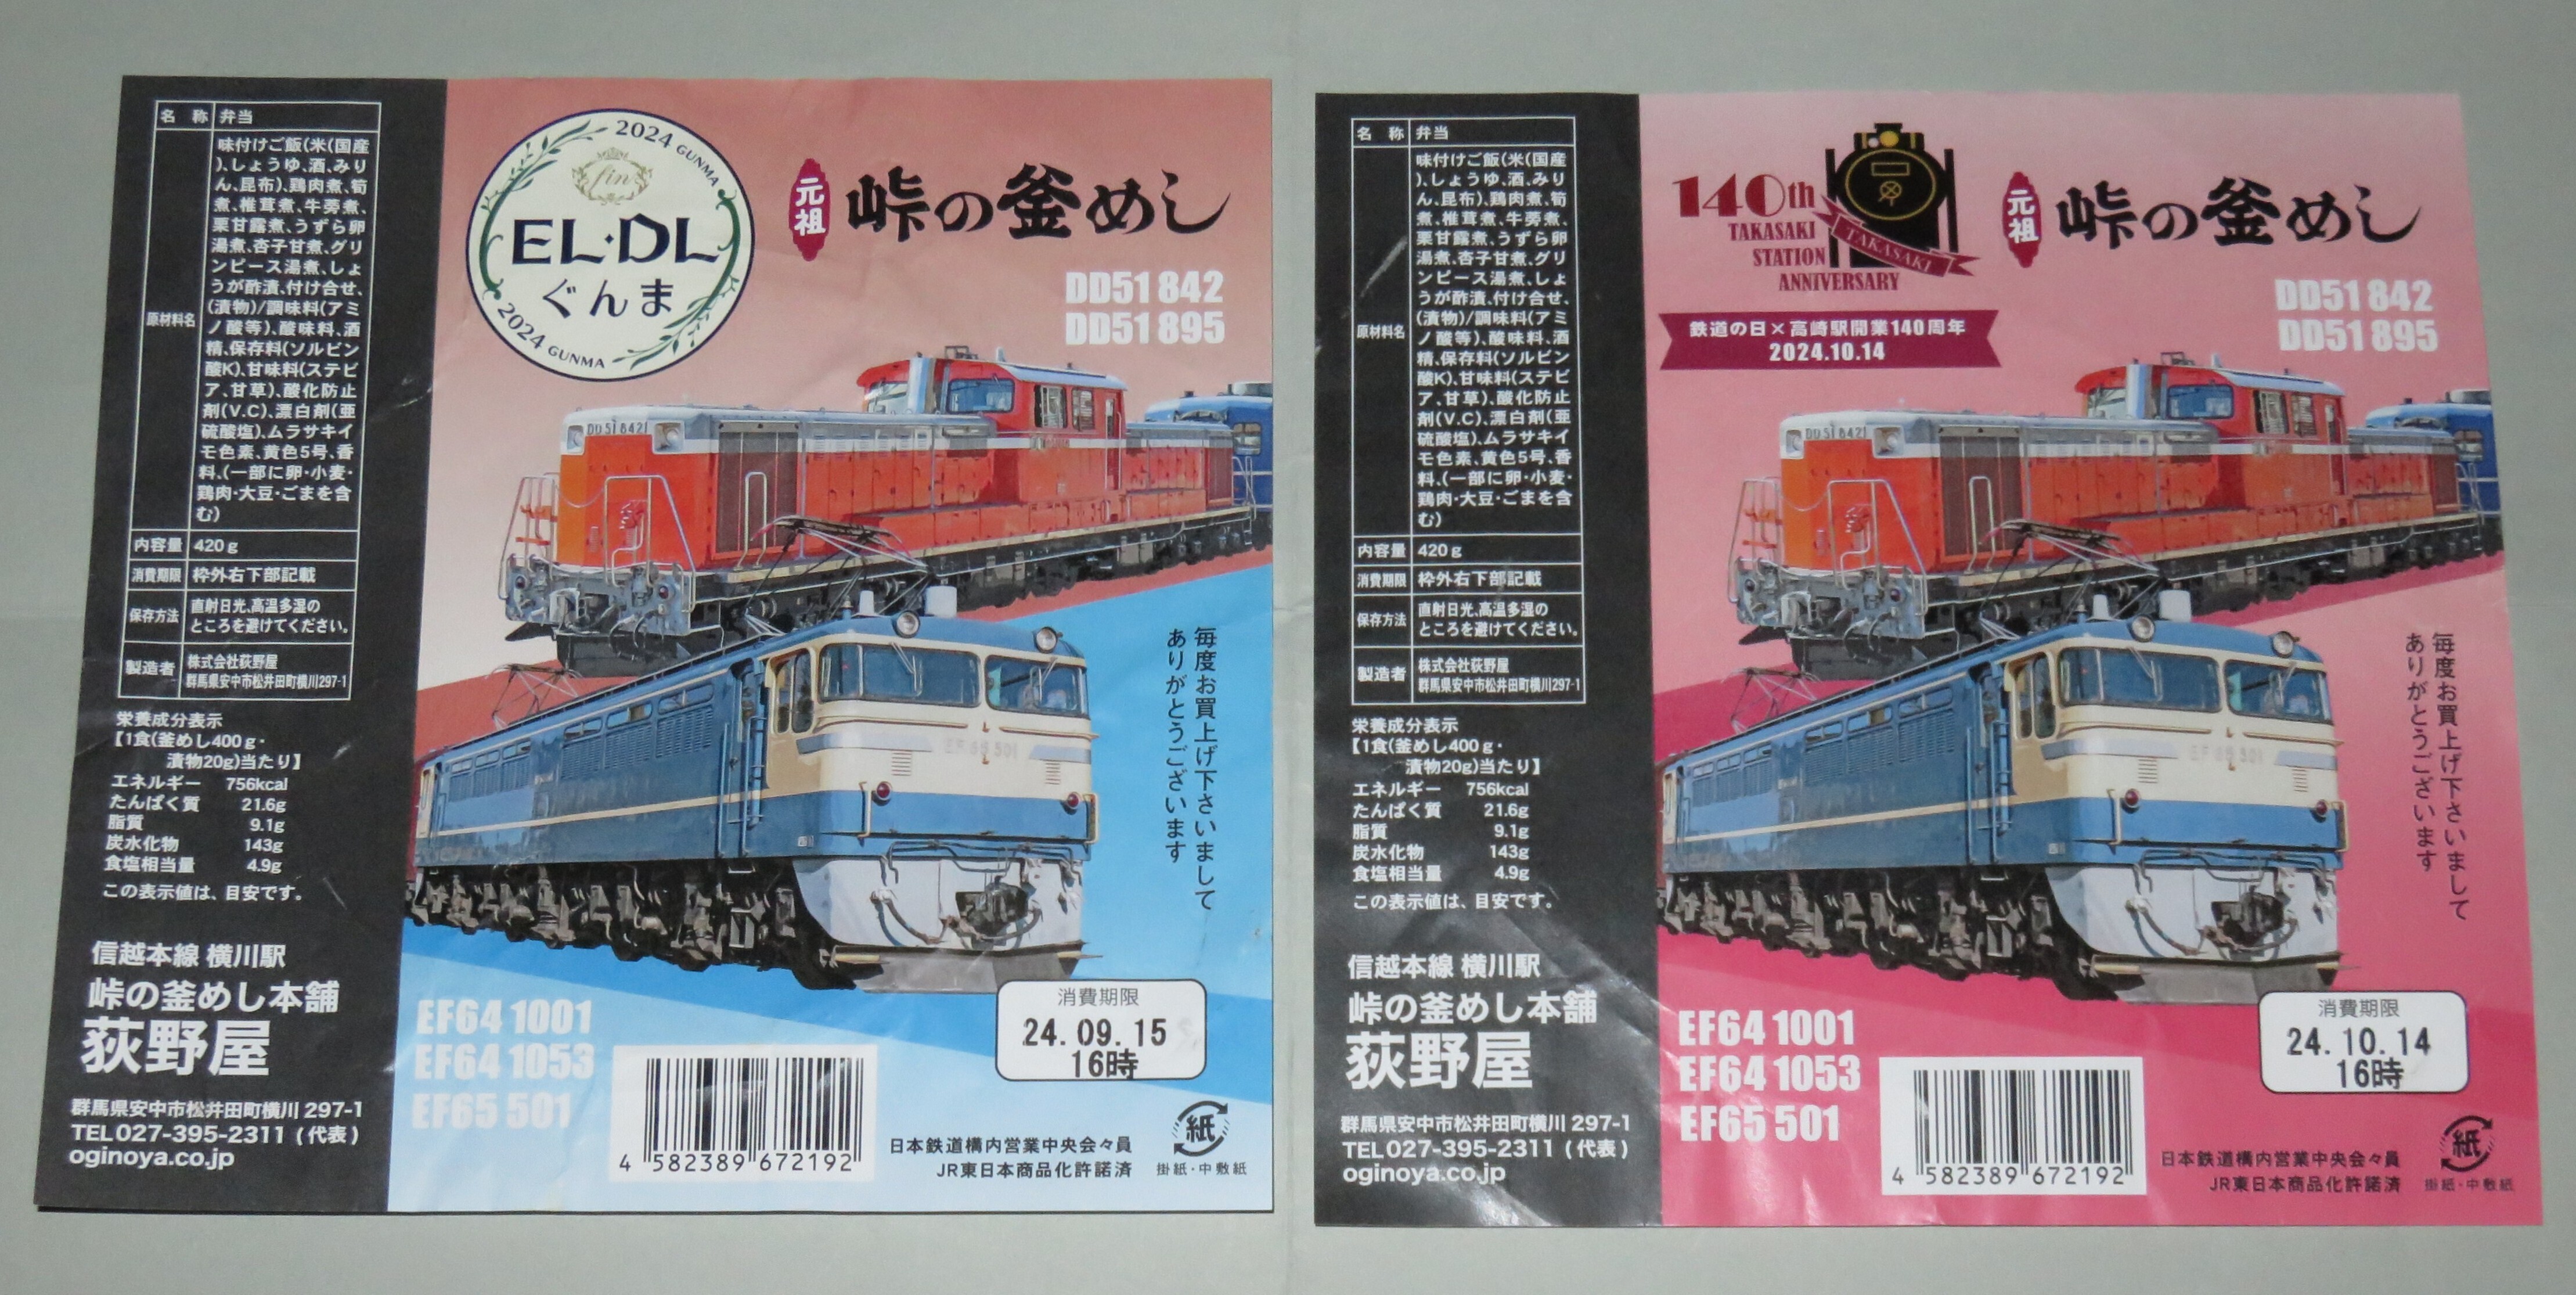 名称 弁当
原材料名
味付けご飯(米(国産
)、しょうゆ、酒、みり
ん、昆布)、鶏肉煮、筍
煮、椎茸煮、牛蒡煮、
栗甘露煮、うずら卵
湯煮、杏子甘煮、グリ
ンピース湯煮、しょ
うが酢漬、付け合せ、
(漬物)/調味料(アミ
ノ酸等)、酸味料、酒
精、保存料(ソルビン
酸K)、甘味料(ステビ
ア、甘草)、酸化防止
剤(V.C)、漂白剤(亜
硫酸塩)、ムラサキイ
モ色素、黄色5号、香
料、(一部に卵・小麦・
鶏肉・大豆・ごまを含
む)
内容量 420g
消費期限 枠外右下部記載
保存方法 直射日光、高温多湿の
ところを避けてください。
製造者 株式会社荻野屋
群馬県安中市松井田町横川297-1
栄養成分表示
【1食(釜めし400g・
漬物20g)当たり】
エネルギー 756kcal
たんぱく質 21.6g
脂質 9.1g
炭水化物 143g
食塩相当量 4.9g
この表示値は、目安です。
信越本線 横川駅
峠の釜めし本舗
荻野屋
群馬県安中市松井田町横川 297-1
TEL027-395-2311 (代表)
oginoya.co.jp
2024 GUNMA
fin
EL・DL
ぐんま
2024 GUNMA
元祖
峠の釜めし
DD51 842
DD51 895
DD51 842
EF65 501
毎度お買上げ下さいまして
ありがとうございます
EF64 1001
EF64 1053
EF65 501
消費期限
24.09.15
16時
4 582389 672192
日本鉄道構内営業中央会々員
JR東日本商品化許諾済
紙
掛紙・中敷紙
名称 弁当
原材料名
味付けご飯(米(国産
)、しょうゆ、酒、みり
ん、昆布)、鶏肉煮、筍
煮、椎茸煮、牛蒡煮、
栗甘露煮、うずら卵
湯煮、杏子甘煮、グリ
ンピース湯煮、しょ
うが酢漬、付け合せ、
(漬物)/調味料(アミ
ノ酸等)、酸味料、酒
精、保存料(ソルビン
酸K)、甘味料(ステビ
ア、甘草)、酸化防止
剤(V.C)、漂白剤(亜
硫酸塩)、ムラサキイ
モ色素、黄色5号、香
料、(一部に卵・小麦・
鶏肉・大豆・ごまを含
む)
内容量 420g
消費期限 枠外右下部記載
保存方法 直射日光、高温多湿の
ところを避けてください。
製造者 株式会社荻野屋
群馬県安中市松井田町横川297-1
栄養成分表示
【1食(釜めし400g・
漬物20g)当たり】
エネルギー 756kcal
たんぱく質 21.6g
脂質 9.1g
炭水化物 143g
食塩相当量 4.9g
この表示値は、目安です。
信越本線 横川駅
峠の釜めし本舗
荻野屋
群馬県安中市松井田町横川 297-1
TEL027-395-2311 (代表)
oginoya.co.jp
140th
TAKASAKI
STATION
ANNIVERSARY
TAKASAKI
鉄道の日×高崎駅開業140周年
2024.10.14
元祖
峠の釜めし
DD51 842
DD51 895
DD51 842
EF65 501
毎度お買上げ下さいまして
ありがとうございます
EF64 1001
EF64 1053
EF65 501
消費期限
24.10.14
16時
4 582389 672192
日本鉄道構内営業中央会々員
JR東日本商品化許諾済
紙
掛紙・中敷紙